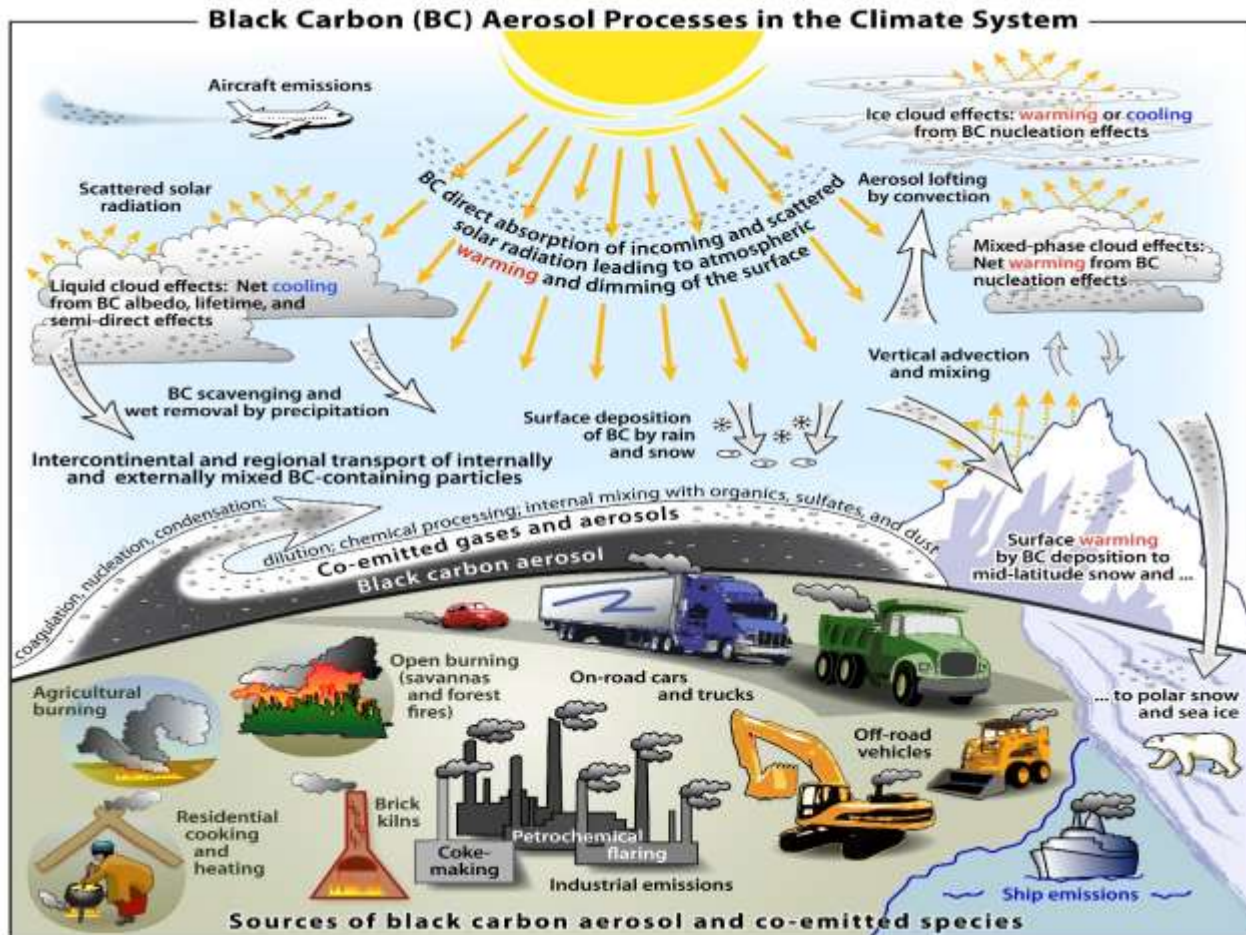 Black Carbon (BC) Aerosol Processes in the Climate System
Aircraft emissions
Ice cloud effects: warming or cooling
from BC nucleation effects
Scattered solar
radiation
BC direct absorption of incoming and scattered
solar radiation leading to atmospheric
warming and dimming of the surface
Aerosol lofting
by convection
Liquid cloud effects: Net cooling
from BC albedo, lifetime, and
semi-direct effects
Mixed-phase cloud effects:
Net warming from BC
nucleation effects
Vertical advection
and mixing
BC scavenging and
wet removal by precipitation
Surface deposition
of BC by rain
and snow
Intercontinental and regional transport of internally
and externally mixed BC-containing particles
coagulation, nucleation, condensation;
dilution; chemical processing; internal mixing with organics, sulfates, and dust
Co-emitted gases and aerosols
Black carbon aerosol
Surface warming
by BC deposition to
mid-latitude snow and ...
... to polar snow
and sea ice
Agricultural
burning
Open burning
(savannas
and forest
fires)
On-road cars
and trucks
Off-road
vehicles
Residential
cooking
and
heating
Brick
kilns
Coke-
making
Petrochemical
flaring
Industrial emissions
Ship emissions
Sources of black carbon aerosol and co-emitted species